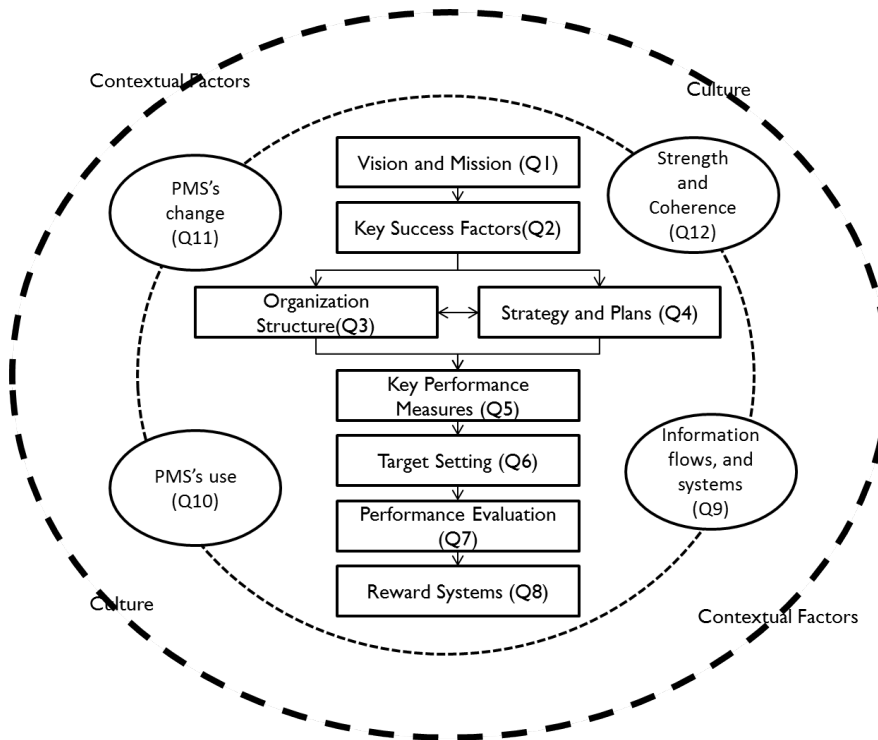 Contextual Factors
Culture
Vision and Mission (Q1)
Strength
and
Coherence
(Q12)
PMS's
change
(Q11)
Key Success Factors(Q2)
Organization
Structure(Q3)
Strategy and Plans (Q4)
Key Performance
Measures (Q5)
Information
flows, and
systems
(Q9)
Target Setting (Q6)
PMS's use
(Q10)
Performance Evaluation
(Q7)
Reward Systems (Q8)
Culture
Contextual Factors